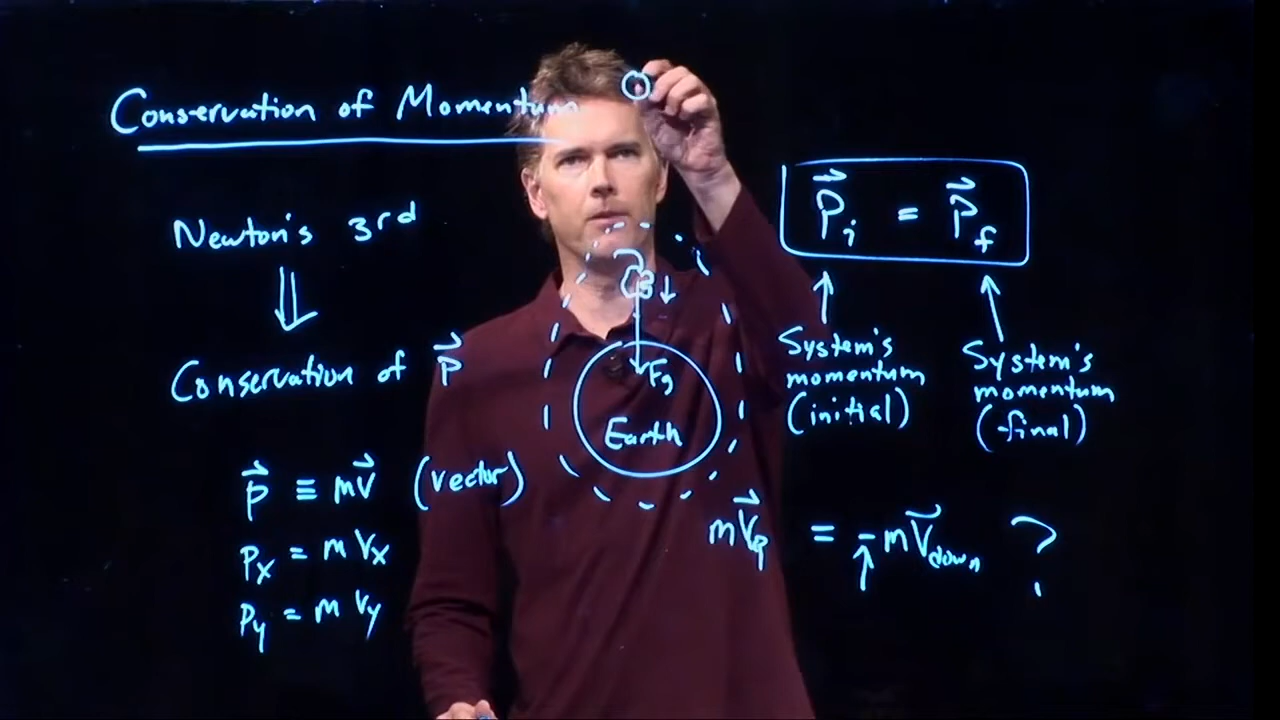 Conservation of Momentum
Newton's 3rd
⇓
Conservation of P⃗
P⃗ ≡ mV⃗ (vector)
Px = m Vx
Py = m Vy
Fg
Earth
P⃗i = P⃗f
System's
momentum
(initial)
System's
momentum
(final)
= -mV⃗down ?